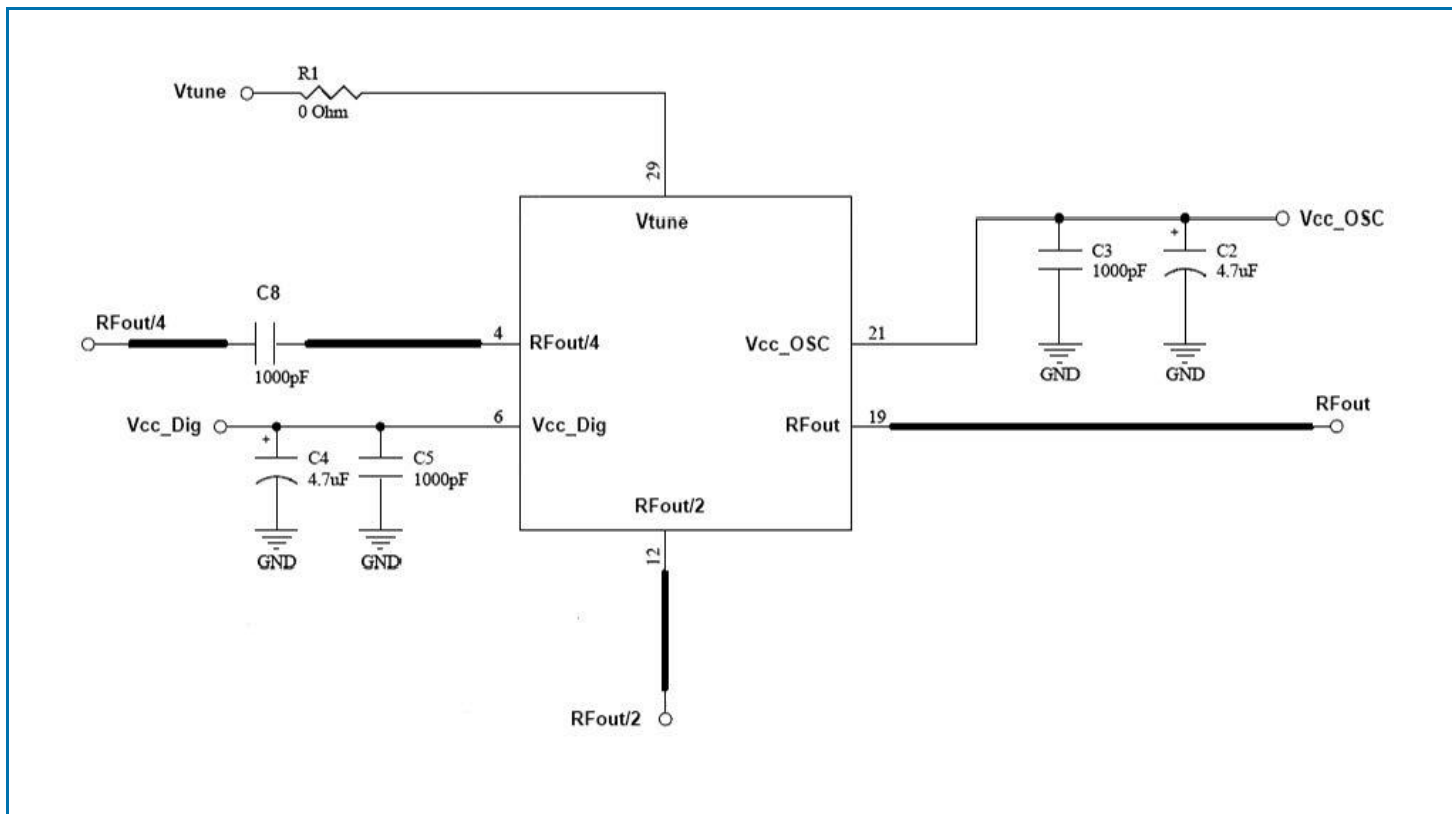 R1
Vtune
0 Ohm
29
Vtune
Vcc_OSC
C3
1000pF
C2
4.7uF
+
C8
RFout/4
4
RFout/4
1000pF
Vcc_OSC
21
GND
GND
Vcc_Dig
6
Vcc_Dig
RFout
19
RFout
+
C4
4.7uF
C5
1000pF
RFout/2
GND
GND
12
RFout/2